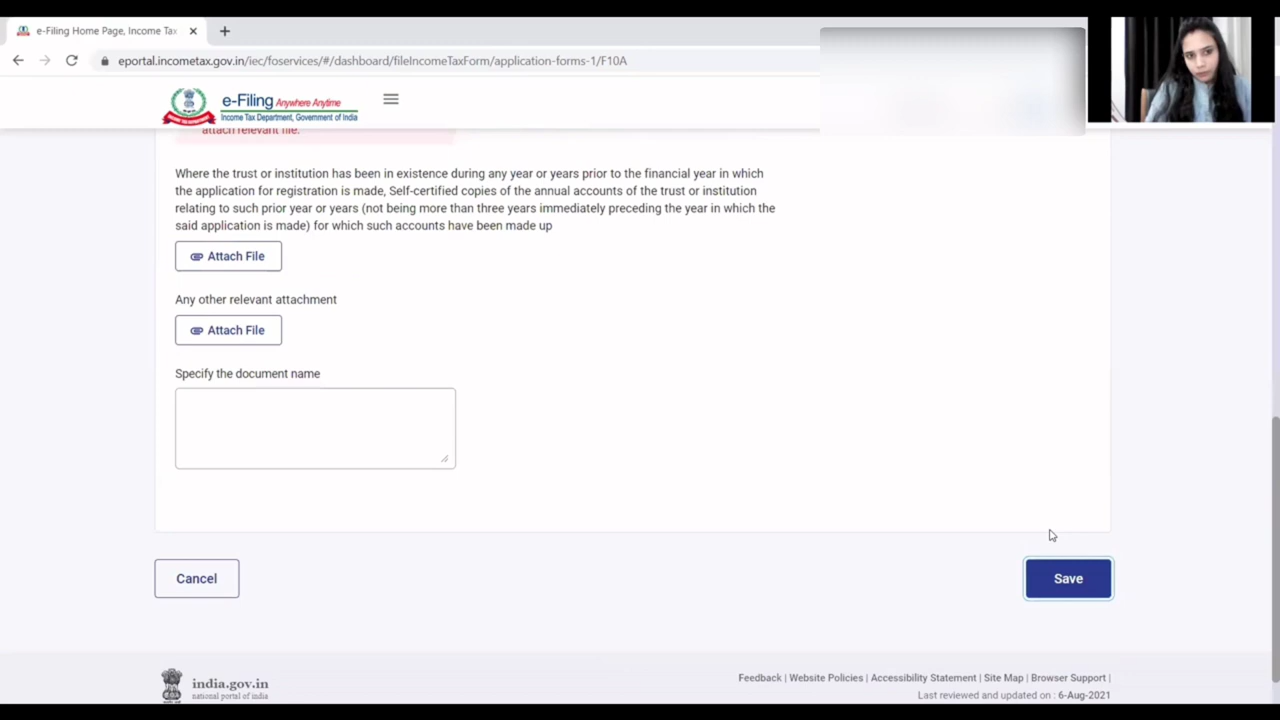 e-Filing Home Page, Income Tax
eportal.incometax.gov.in/iec/foservices/#/dashboard/fileIncomeTaxForm/application-forms-1/F10A
e-Filing Anywhere Anytime
Income Tax Department, Government of India
attach relevant file.
Where the trust or institution has been in existence during any year or years prior to the financial year in which
the application for registration is made, Self-certified copies of the annual accounts of the trust or institution
relating to such prior year or years (not being more than three years immediately preceding the year in which the
said application is made) for which such accounts have been made up
Attach File
Any other relevant attachment
Attach File
Specify the document name
Cancel
Save
india.gov.in
national portal of india
Feedback | Website Policies | Accessibility Statement | Site Map | Browser Support |
Last reviewed and updated on : 6-Aug-2021